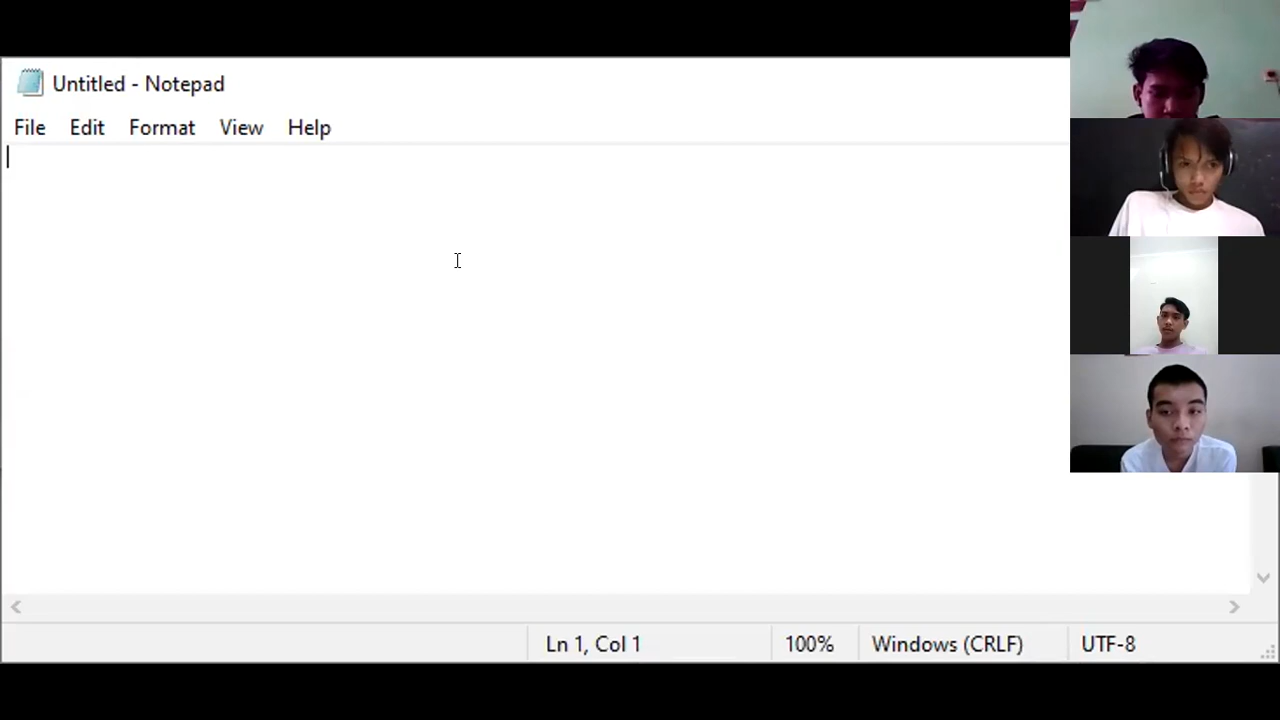 Untitled - Notepad
File Edit Format View Help
Ln 1, Col 1 100% Windows (CRLF) UTF-8